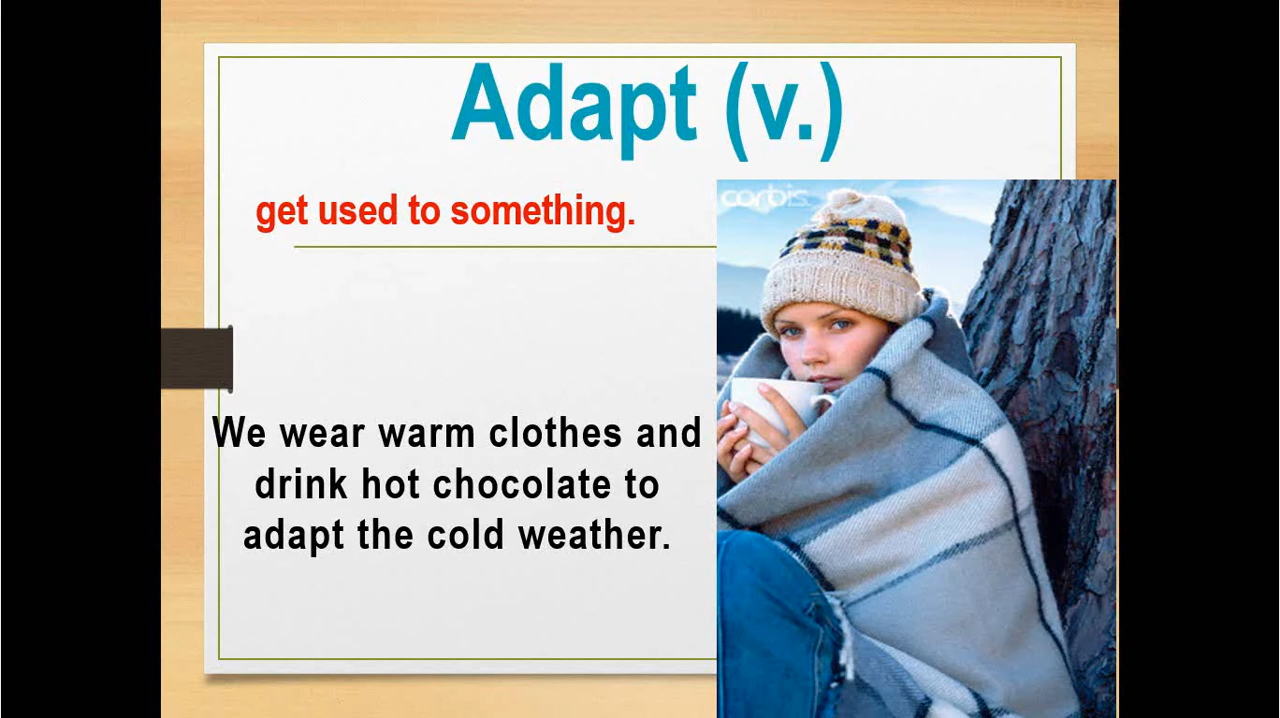 Adapt (v.)
get used to something.
corbis.
We wear warm clothes and
drink hot chocolate to
adapt the cold weather.